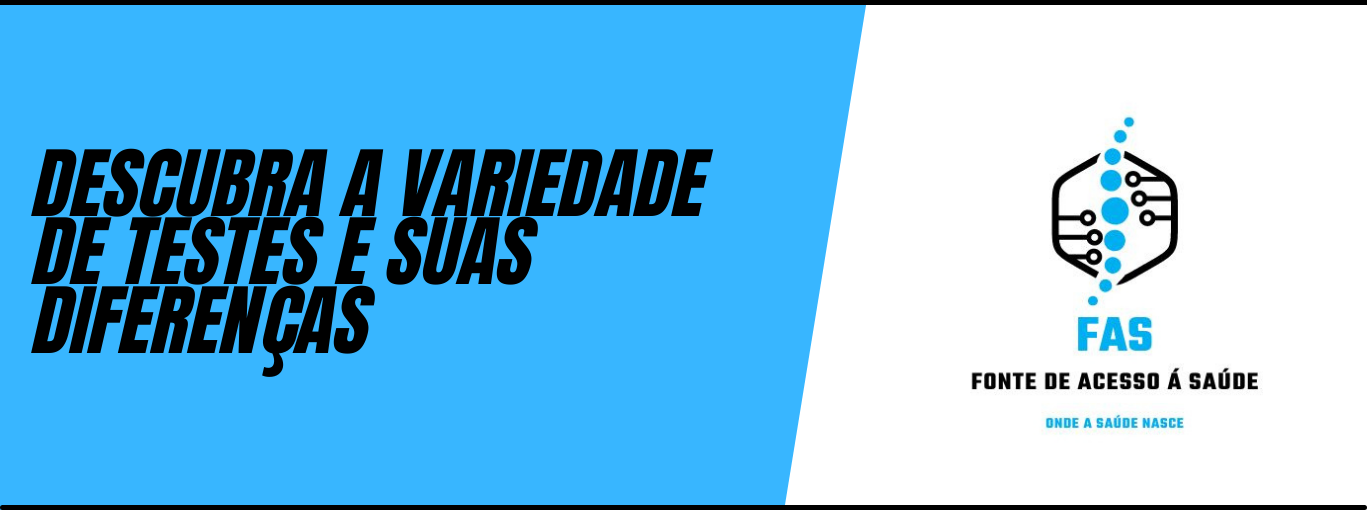 DESCUBRA A VARIEDADE
DE TESTES E SUAS
DIFERENÇAS
FAS
FONTE DE ACESSO Á SAÚDE
ONDE A SAÚDE NASCE